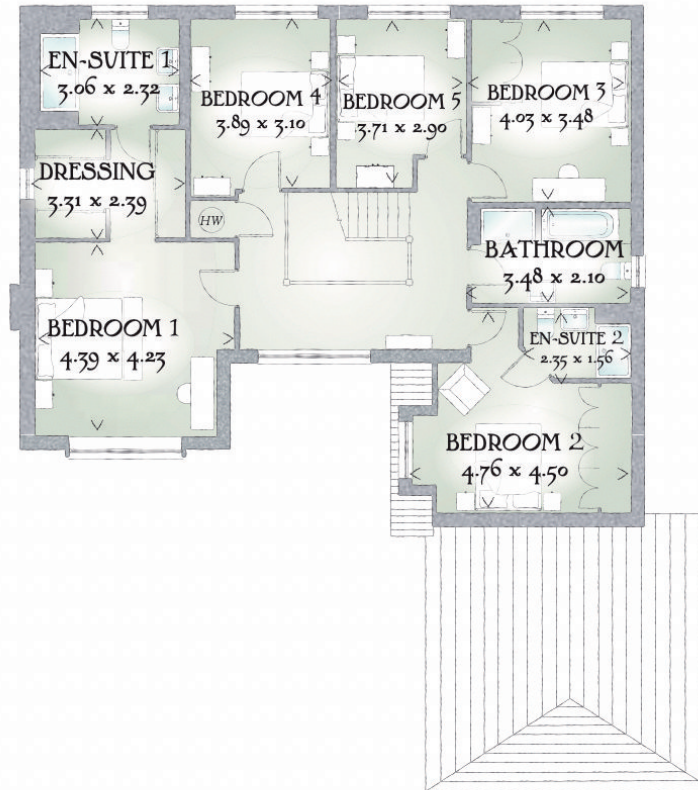 EN-SUITE 1
3.06 x 2.32
BEDROOM 4
3.89 x 3.10
BEDROOM 5
3.71 x 2.90
BEDROOM 3
4.03 x 3.48
DRESSING
3.31 x 2.39
HW
BATHROOM
3.48 x 2.10
BEDROOM 1
4.39 x 4.23
EN-SUITE 2
2.35 x 1.56
BEDROOM 2
4.76 x 4.50